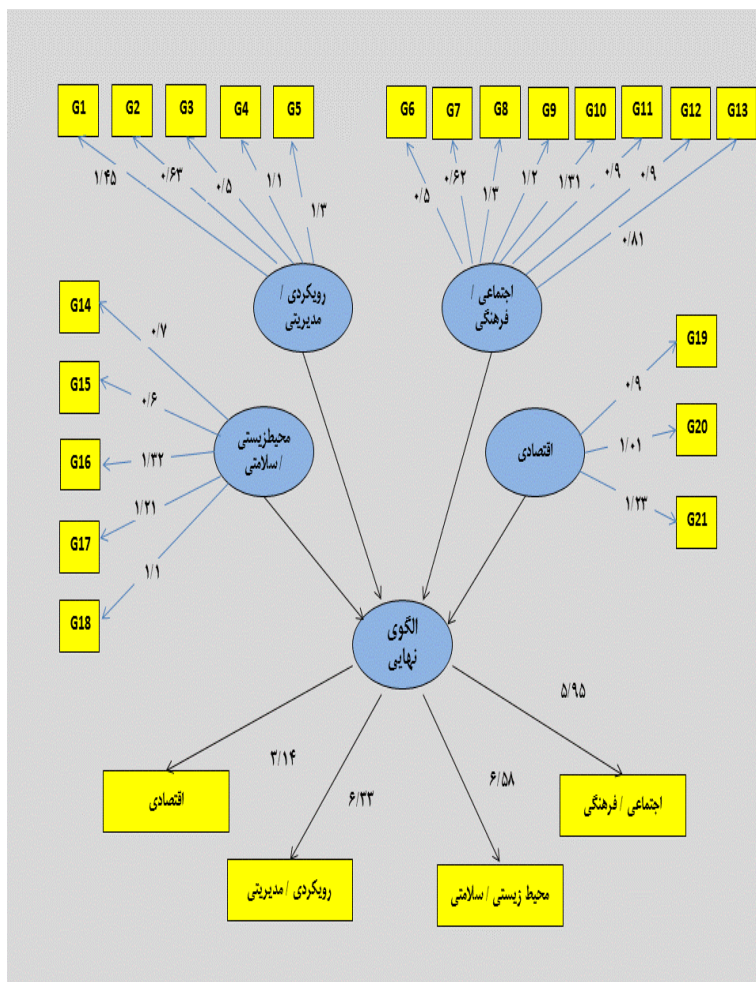 G1 G2 G3 G4 G5 G6 G7 G8 G9 G10 G11 G12 G13
۱/۴۵ ۰/۶۳ ۰/۵ ۱/۱ ۱/۳
۰/۵ ۰/۶۲ ۱/۳ ۱/۲ ۱/۳۱ ۰/۹ ۰/۹ ۰/۸۱
رویکردی /
مدیریتی
اجتماعی /
فرهنگی
G14
G15
G16
G17
G18
۰/۷
۰/۶
۱/۳۲
۱/۲۱
۱/۱
محیطزیستی
/ سلامتی
اقتصادی
۰/۹
۱/۰۱
۱/۲۳
G19
G20
G21
الگوی
نهایی
۳/۱۴
۶/۳۳
۶/۵۸
۵/۹۵
اقتصادی
رویکردی / مدیریتی
محیط زیستی / سلامتی
اجتماعی / فرهنگی